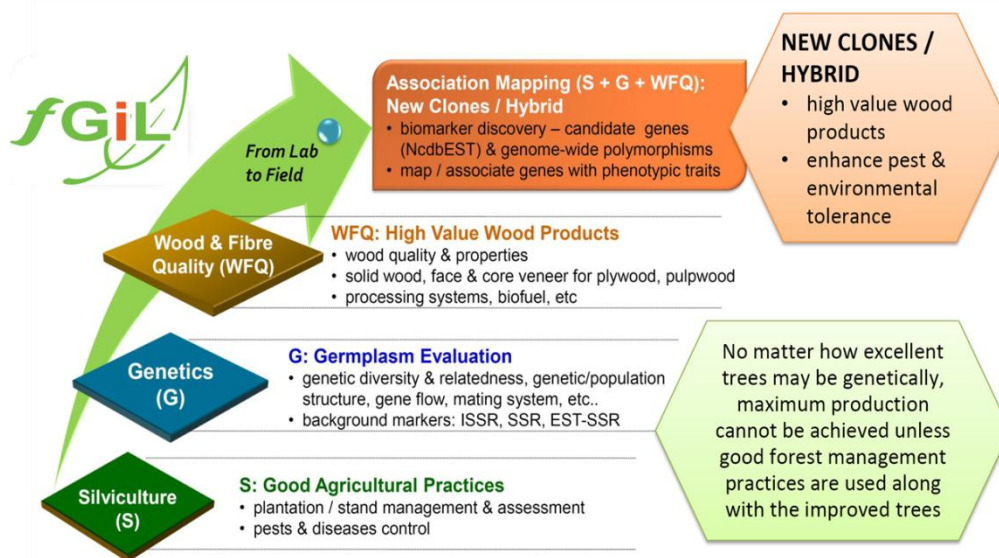 fGiL
From Lab
to Field
Association Mapping (S + G + WFQ):
New Clones / Hybrid
• biomarker discovery – candidate genes
(NcdbEST) & genome-wide polymorphisms
• map / associate genes with phenotypic traits
NEW CLONES /
HYBRID
• high value wood
products
• enhance pest &
environmental
tolerance
Wood & Fibre
Quality (WFQ)
WFQ: High Value Wood Products
• wood quality & properties
• solid wood, face & core veneer for plywood, pulpwood
• processing systems, biofuel, etc
Genetics
(G)
G: Germplasm Evaluation
• genetic diversity & relatedness, genetic/population
structure, gene flow, mating system, etc..
• background markers: ISSR, SSR, EST-SSR
No matter how excellent
trees may be genetically,
maximum production
cannot be achieved unless
good forest management
practices are used along
with the improved trees
Silviculture
(S)
S: Good Agricultural Practices
• plantation / stand management & assessment
• pests & diseases control